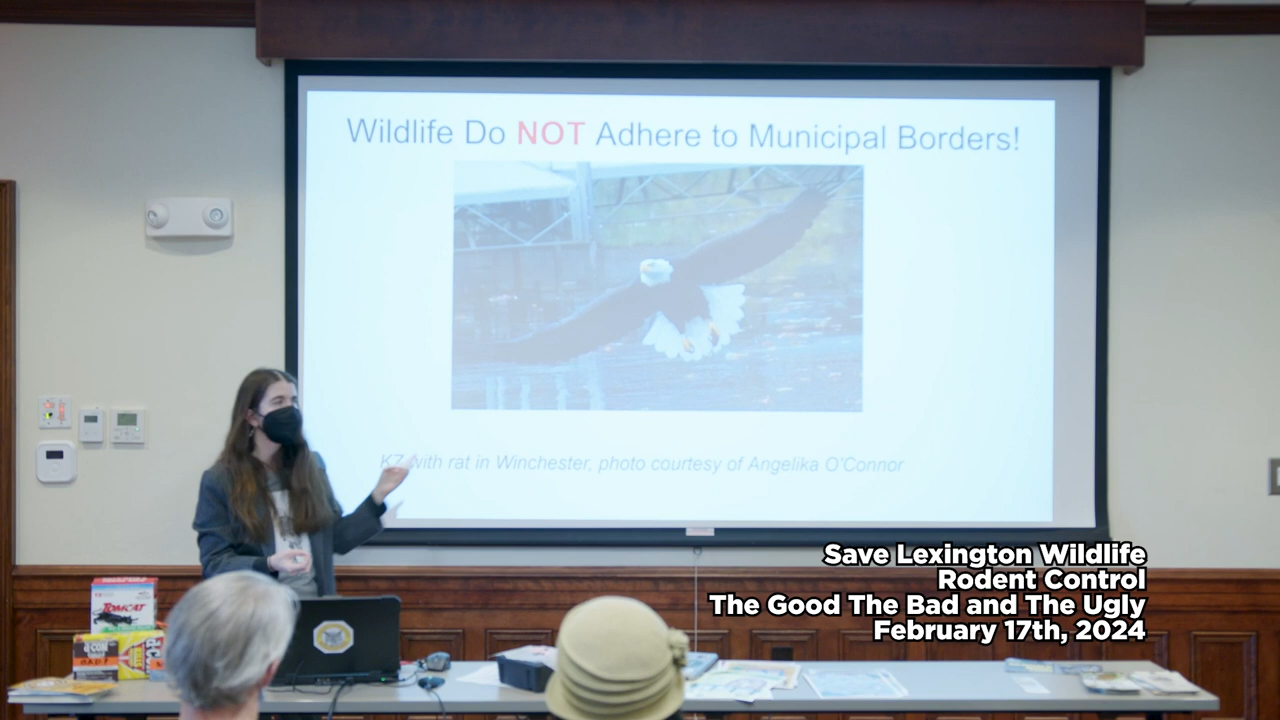 Wildlife Do NOT Adhere to Municipal Borders!
KZ with rat in Winchester, photo courtesy of Angelika O'Connor
Save Lexington Wildlife
Rodent Control
The Good The Bad and The Ugly
February 17th, 2024
TOMCAT
d-CON